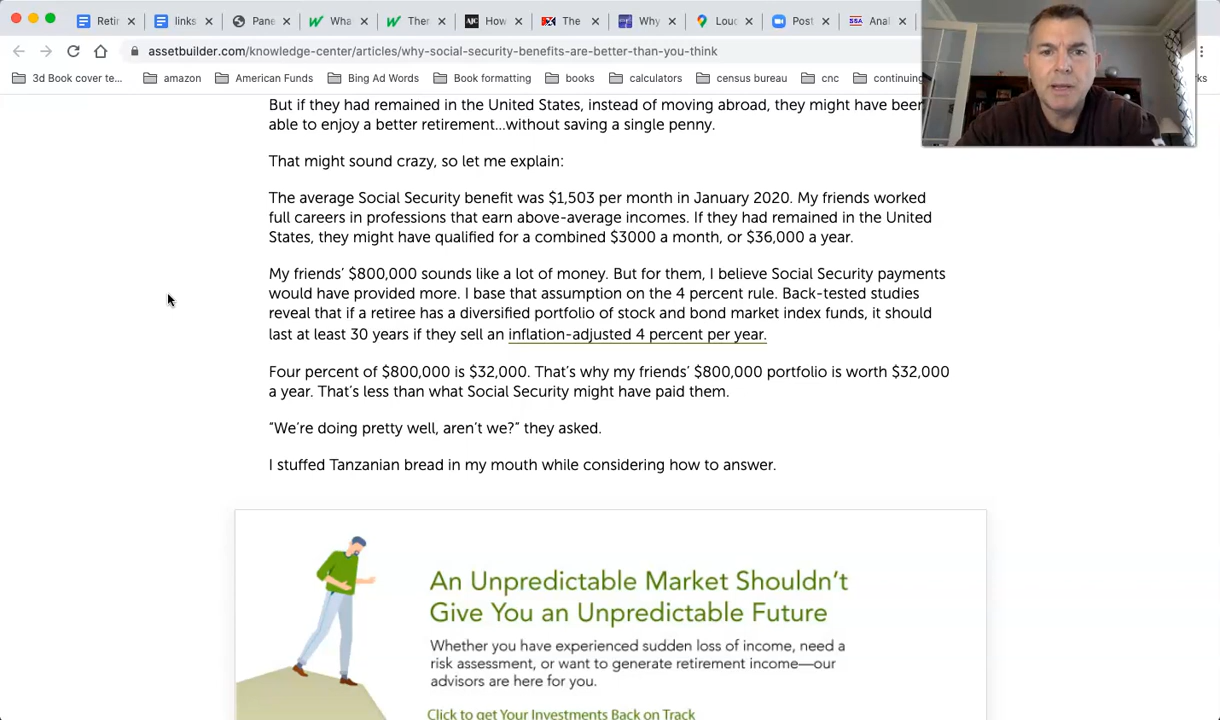 Retir
links
Pane
Wha
Ther
How
The
Why
Loud
Post
SSA
Anal
assetbuilder.com/knowledge-center/articles/why-social-security-benefits-are-better-than-you-think
3d Book cover te...
amazon
American Funds
Bing Ad Words
Book formatting
books
calculators
census bureau
cnc
continuing
But if they had remained in the United States, instead of moving abroad, they might have been
able to enjoy a better retirement...without saving a single penny.
That might sound crazy, so let me explain:
The average Social Security benefit was $1,503 per month in January 2020. My friends worked
full careers in professions that earn above-average incomes. If they had remained in the United
States, they might have qualified for a combined $3000 a month, or $36,000 a year.
My friends’ $800,000 sounds like a lot of money. But for them, I believe Social Security payments
would have provided more. I base that assumption on the 4 percent rule. Back-tested studies
reveal that if a retiree has a diversified portfolio of stock and bond market index funds, it should
last at least 30 years if they sell an inflation-adjusted 4 percent per year.
Four percent of $800,000 is $32,000. That’s why my friends’ $800,000 portfolio is worth $32,000
a year. That’s less than what Social Security might have paid them.
“We’re doing pretty well, aren’t we?” they asked.
I stuffed Tanzanian bread in my mouth while considering how to answer.
An Unpredictable Market Shouldn’t
Give You an Unpredictable Future
Whether you have experienced sudden loss of income, need a
risk assessment, or want to generate retirement income—our
advisors are here for you.
Click to get Your Investments Back on Track